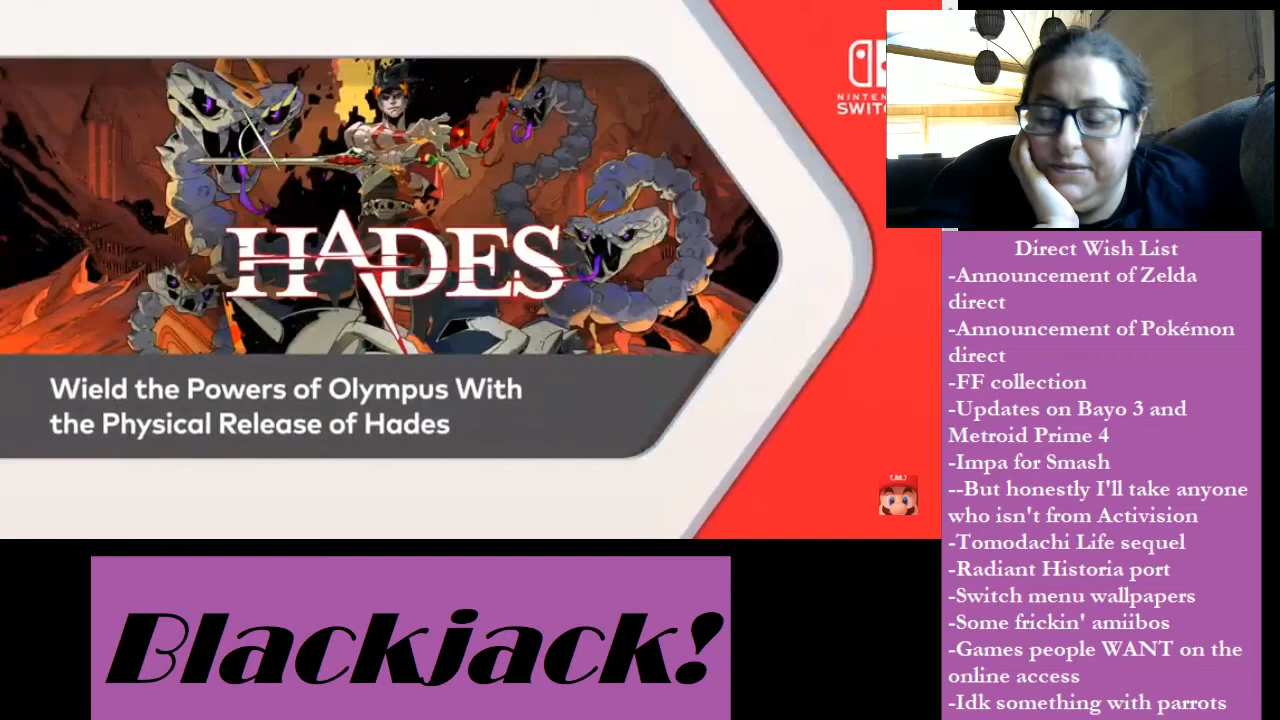 HADES
Wield the Powers of Olympus With
the Physical Release of Hades
Direct Wish List
-Announcement of Zelda
direct
-Announcement of Pokémon
direct
-FF collection
-Updates on Bayo 3 and
Metroid Prime 4
-Impa for Smash
--But honestly I'll take anyone
who isn't from Activision
-Tomodachi Life sequel
-Radiant Historia port
-Switch menu wallpapers
-Some frickin' amiibos
-Games people WANT on the
online access
-Idk something with parrots
Blackjack!